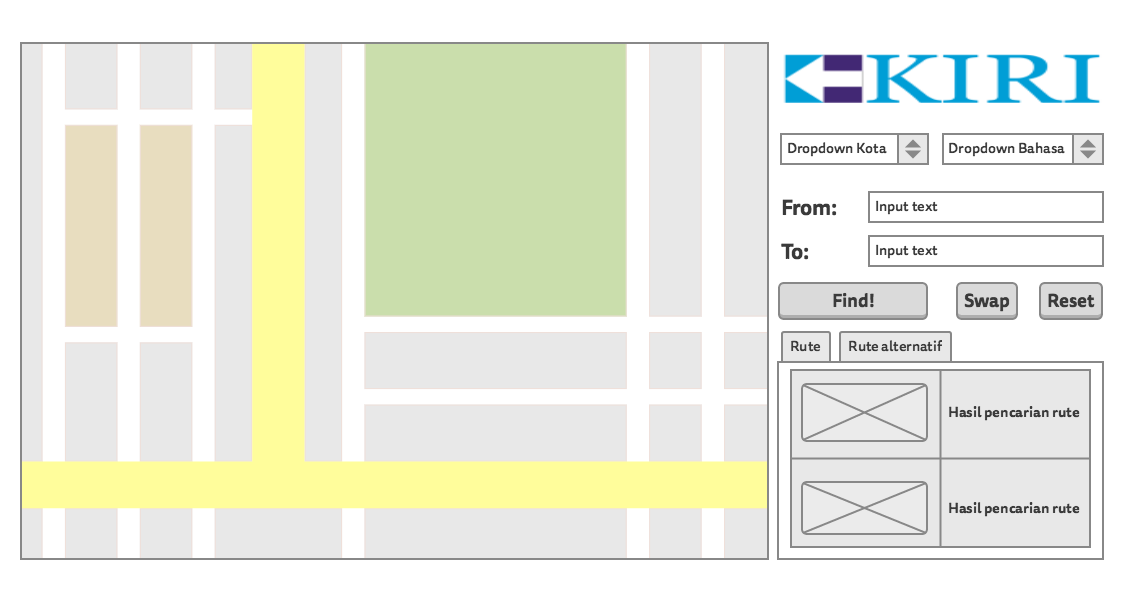 KIRI
Dropdown Kota
Dropdown Bahasa
From:
Input text
To:
Input text
Find!
Swap
Reset
Rute
Rute alternatif
Hasil pencarian rute
Hasil pencarian rute